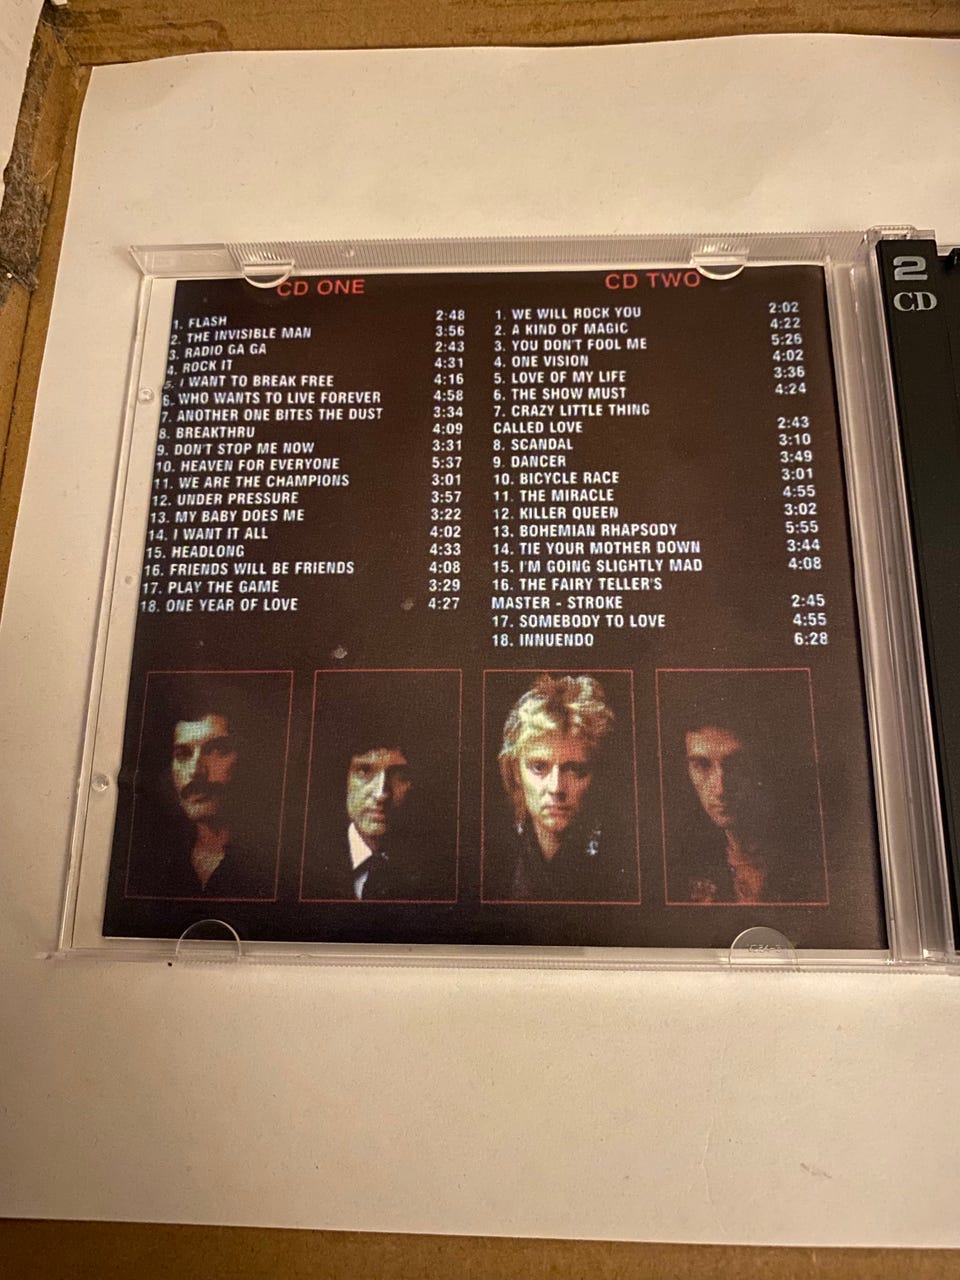 CD ONE
1. FLASH 2:48
2. THE INVISIBLE MAN 3:56
3. RADIO GA GA 2:43
4. ROCK IT 4:31
5. I WANT TO BREAK FREE 4:16
6. WHO WANTS TO LIVE FOREVER 4:58
7. ANOTHER ONE BITES THE DUST 3:34
8. BREAKTHRU 4:09
9. DON'T STOP ME NOW 3:31
10. HEAVEN FOR EVERYONE 5:37
11. WE ARE THE CHAMPIONS 3:01
12. UNDER PRESSURE 3:57
13. MY BABY DOES ME 3:22
14. I WANT IT ALL 4:02
15. HEADLONG 4:33
16. FRIENDS WILL BE FRIENDS 4:08
17. PLAY THE GAME 3:29
18. ONE YEAR OF LOVE 4:27
CD TWO
1. WE WILL ROCK YOU 2:02
2. A KIND OF MAGIC 4:22
3. YOU DON'T FOOL ME 5:26
4. ONE VISION 4:02
5. LOVE OF MY LIFE 3:36
6. THE SHOW MUST 4:24
7. CRAZY LITTLE THING
CALLED LOVE 2:43
8. SCANDAL 3:10
9. DANCER 3:49
10. BICYCLE RACE 3:01
11. THE MIRACLE 4:55
12. KILLER QUEEN 3:02
13. BOHEMIAN RHAPSODY 5:55
14. TIE YOUR MOTHER DOWN 3:44
15. I'M GOING SLIGHTLY MAD 4:08
16. THE FAIRY TELLER'S
MASTER - STROKE 2:45
17. SOMEBODY TO LOVE 4:55
18. INNUENDO 6:28
2
CD